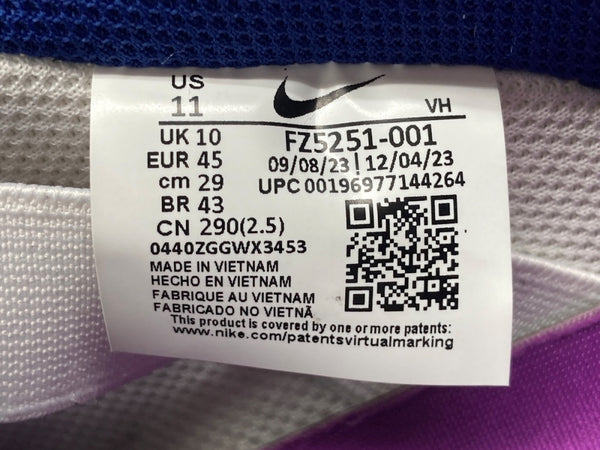 US
11
VH
UK 10
EUR 45
cm 29
BR 43
CN 290(2.5)
FZ5251-001
09/08/23 | 12/04/23
UPC 00196977144264
0440ZGGWX3453
MADE IN VIETNAM
HECHO EN VIETNAM
FABRIQUE AU VIETNAM
FABRICADO NO VIETNÃ
This product is covered by one or more patents:
www.nike.com/patentsvirtualmarking